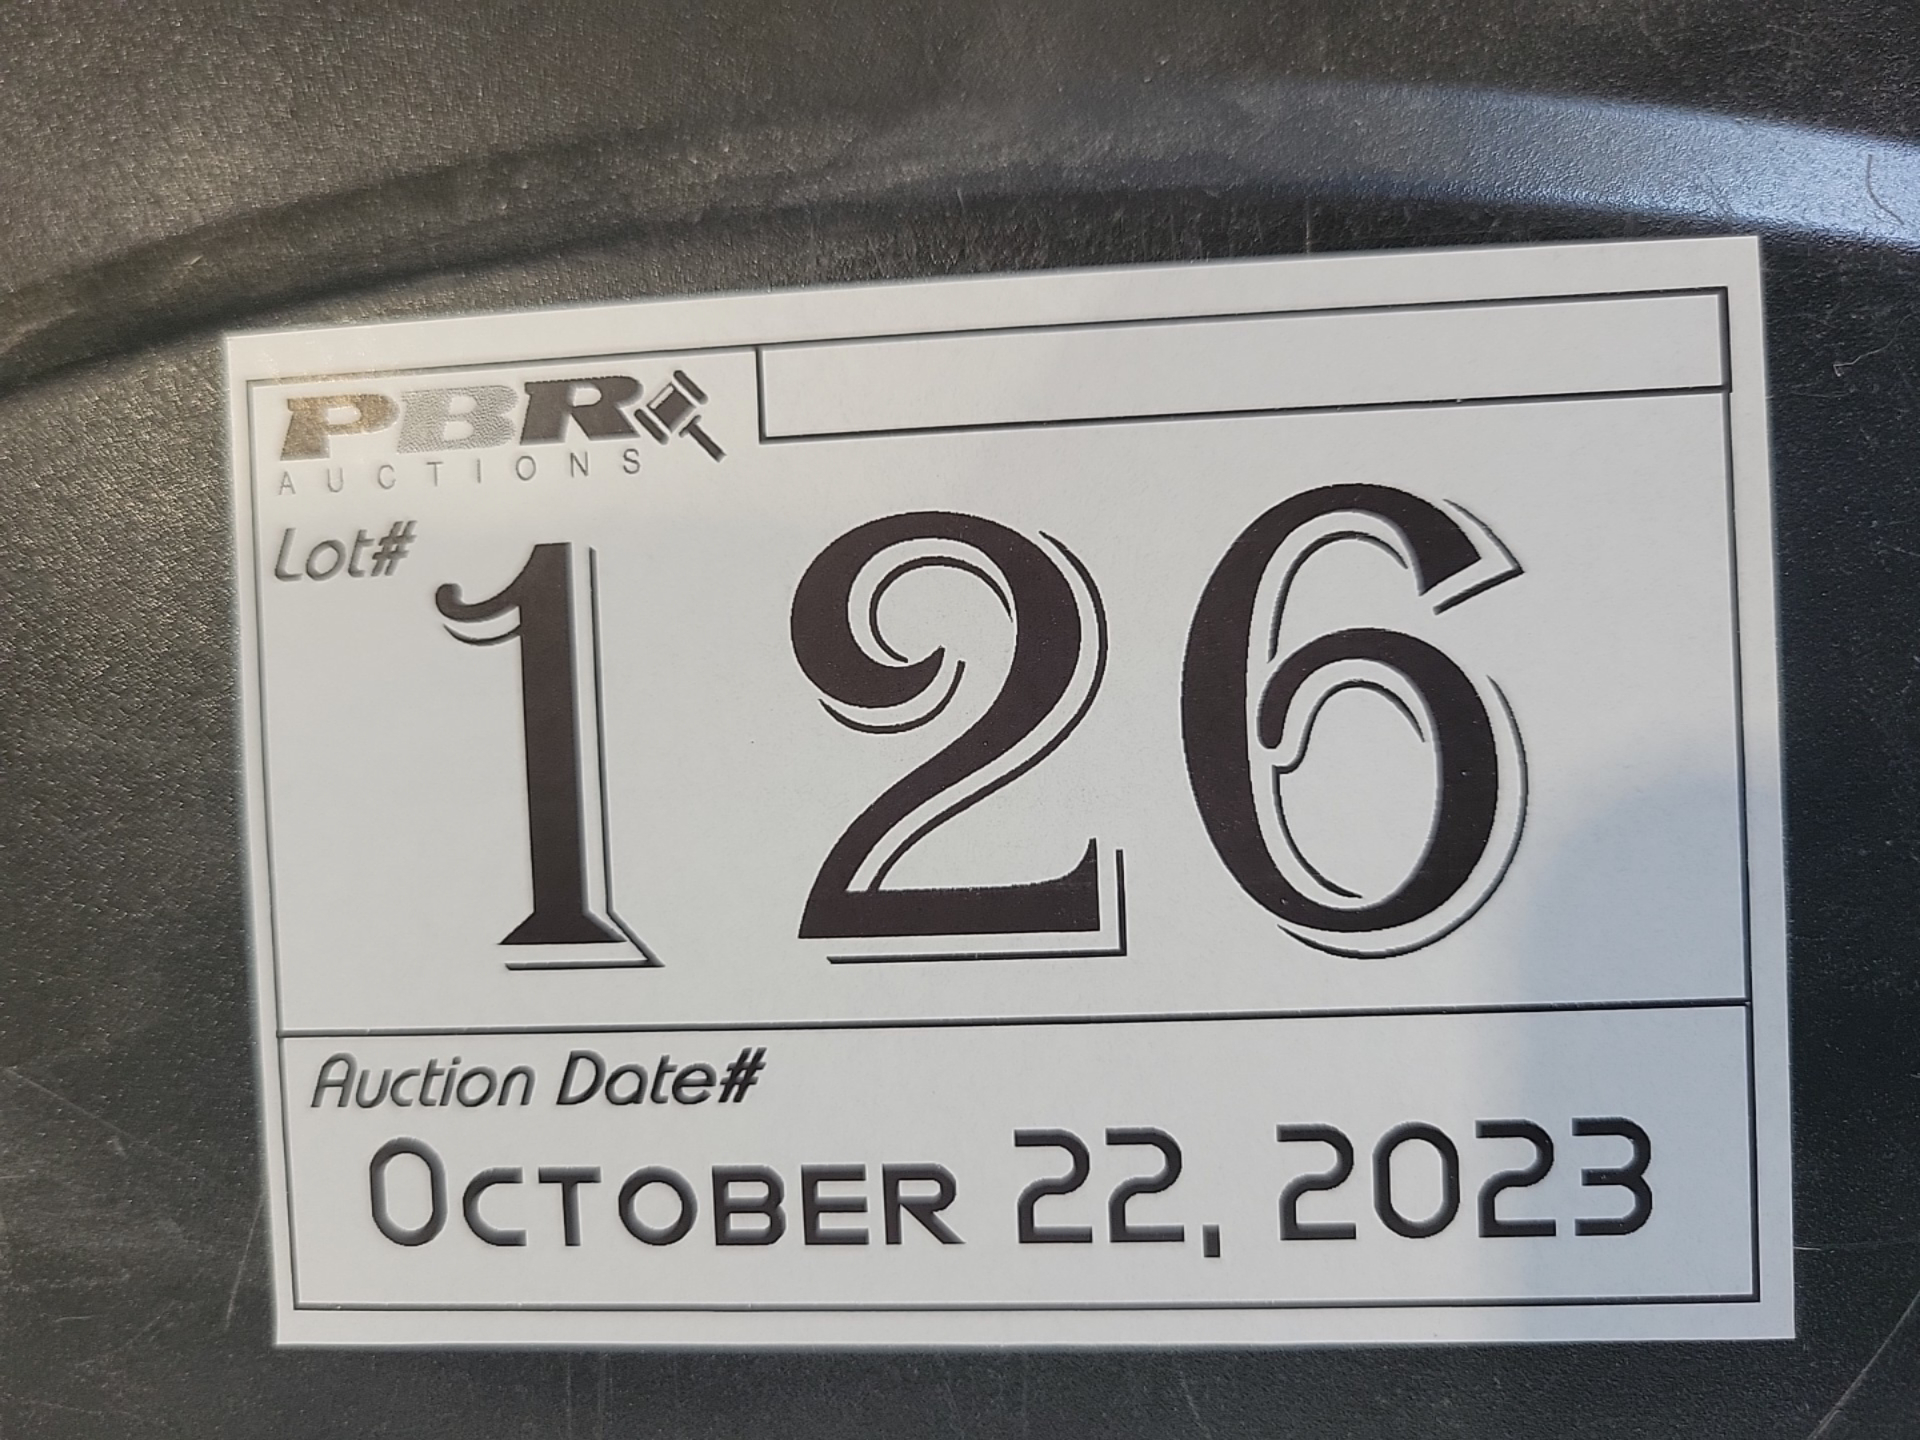 PBR
AUCTIONS
Lot#
126
Auction Date#
OCTOBER 22, 2023